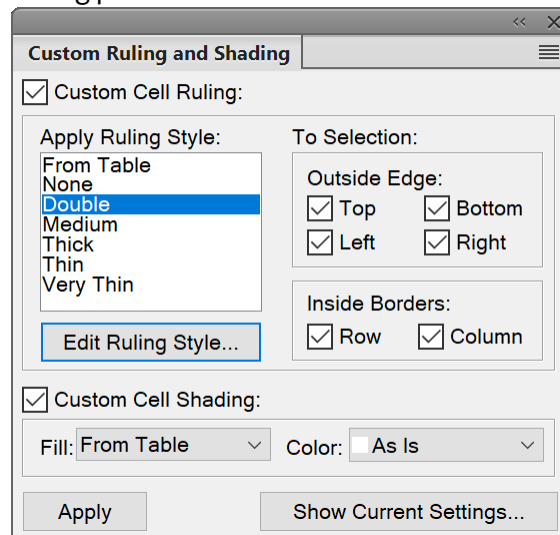 Custom Ruling and Shading
Custom Cell Ruling:
Apply Ruling Style:
From Table
None
Double
Medium
Thick
Thin
Very Thin
Edit Ruling Style...
To Selection:
Outside Edge:
Top Bottom
Left Right
Inside Borders:
Row Column
Custom Cell Shading:
Fill: From Table Color: As Is
Apply Show Current Settings...